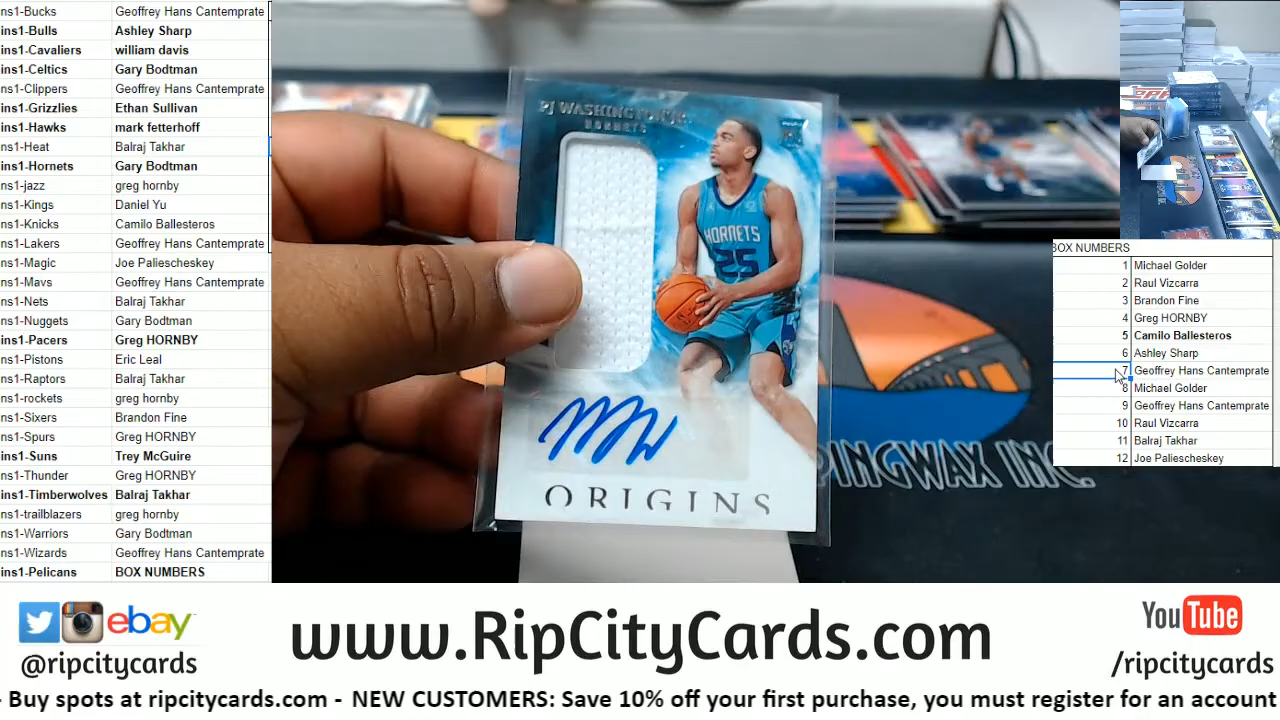 ns1-Bucks Geoffrey Hans Cantemprate
ins1-Bulls Ashley Sharp
ins1-Cavaliers william davis
ins1-Celtics Gary Bodtman
ns1-Clippers Geoffrey Hans Cantemprate
ins1-Grizzlies Ethan Sullivan
ins1-Hawks mark fetterhoff
ns1-Heat Balraj Takhar
ins1-Hornets Gary Bodtman
ns1-jazz greg hornby
ns1-Kings Daniel Yu
ns1-Knicks Camilo Ballesteros
ns1-Lakers Geoffrey Hans Cantemprate
ns1-Magic Joe Paliescheskey
ns1-Mavs Geoffrey Hans Cantemprate
ns1-Nets Balraj Takhar
ns1-Nuggets Gary Bodtman
ins1-Pacers Greg HORNBY
ns1-Pistons Eric Leal
ns1-Raptors Balraj Takhar
ns1-rockets greg hornby
ns1-Sixers Brandon Fine
ns1-Spurs Greg HORNBY
ins1-Suns Trey McGuire
ns1-Thunder Greg HORNBY
ins1-Timberwolves Balraj Takhar
ns1-trailblazers greg hornby
ns1-Warriors Gary Bodtman
ns1-Wizards Geoffrey Hans Cantemprate
ins1-Pelicans BOX NUMBERS
PJ WASHINGTON JR.
HORNETS
HORNETS
25
ORIGINS
PINGWAX INC.
BOX NUMBERS
1 Michael Golder
2 Raul Vizcarra
3 Brandon Fine
4 Greg HORNBY
5 Camilo Ballesteros
6 Ashley Sharp
7 Geoffrey Hans Cantemprate
8 Michael Golder
9 Geoffrey Hans Cantemprate
10 Raul Vizcarra
11 Balraj Takhar
12 Joe Paliescheskey
ebay
@ripcitycards
www.RipCityCards.com
YouTube
/ripcitycards
- Buy spots at ripcitycards.com - NEW CUSTOMERS: Save 10% off your first purchase, you must register for an account